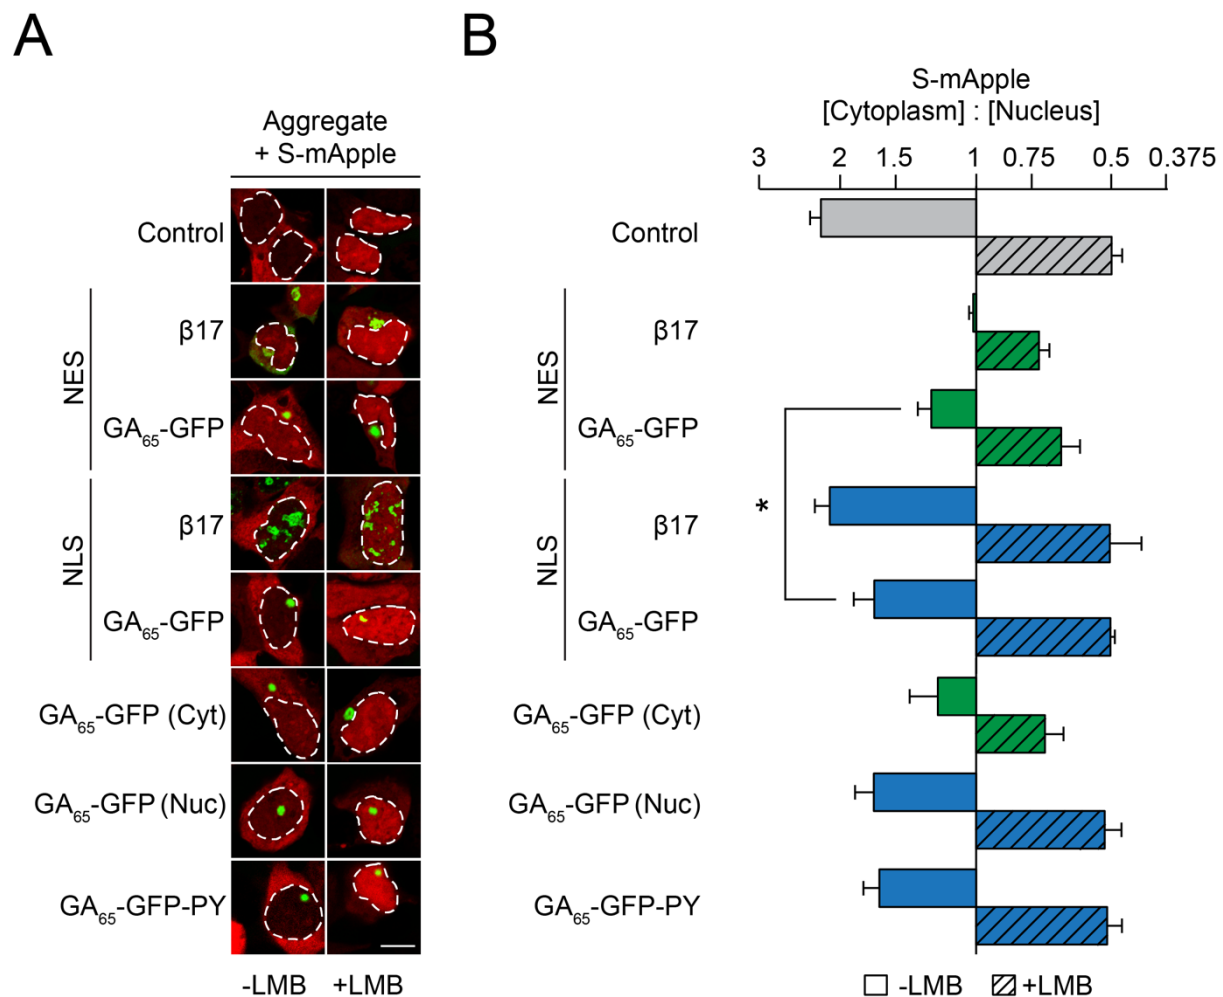 A
B
Aggregate
+ S-mApple
Control
NES
β17
GA65-GFP
NLS
β17
GA65-GFP
GA65-GFP (Cyt)
GA65-GFP (Nuc)
GA65-GFP-PY
-LMB +LMB
S-mApple
[Cytoplasm] : [Nucleus]
3 2 1.5 1 0.75 0.5 0.375
Control
NES
β17
GA65-GFP
*
NLS
β17
GA65-GFP
GA65-GFP (Cyt)
GA65-GFP (Nuc)
GA65-GFP-PY
-LMB +LMB